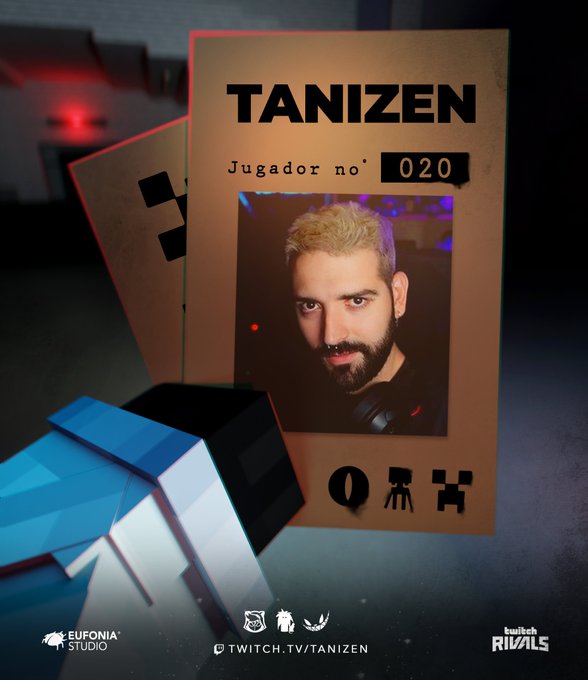 TANIZEN
Jugador no° 020
EUFONIA®
STUDIO
TWITCH.TV/TANIZEN
twitch
RIVALS